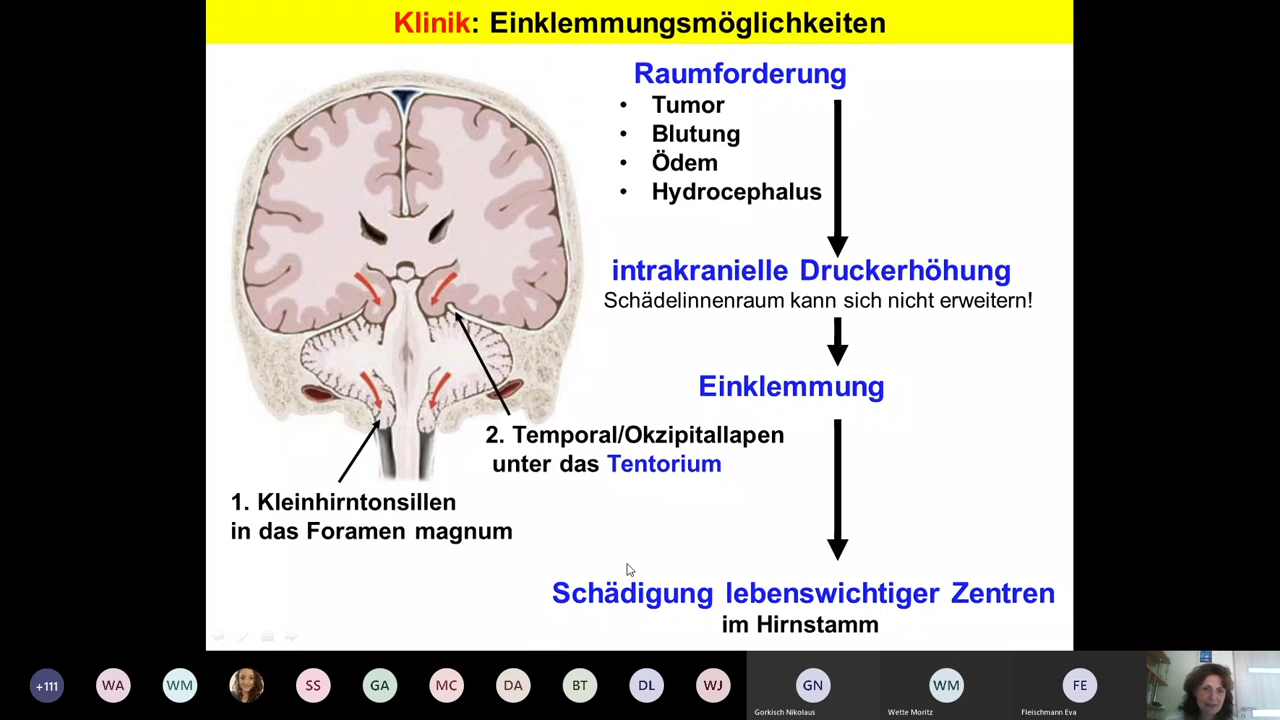 Klinik: Einklemmungsmöglichkeiten
Raumforderung
• Tumor
• Blutung
• Ödem
• Hydrocephalus
intrakranielle Druckerhöhung
Schädelinnenraum kann sich nicht erweitern!
Einklemmung
2. Temporal/Okzipitallapen
unter das Tentorium
1. Kleinhirntonsillen
in das Foramen magnum
Schädigung lebenswichtiger Zentren
im Hirnstamm
+111
WA
WM
SS
GA
MC
DA
BT
DL
WJ
GN
WM
FE
Gorkisch Nikolaus
Wette Moritz
Fleischmann Eva